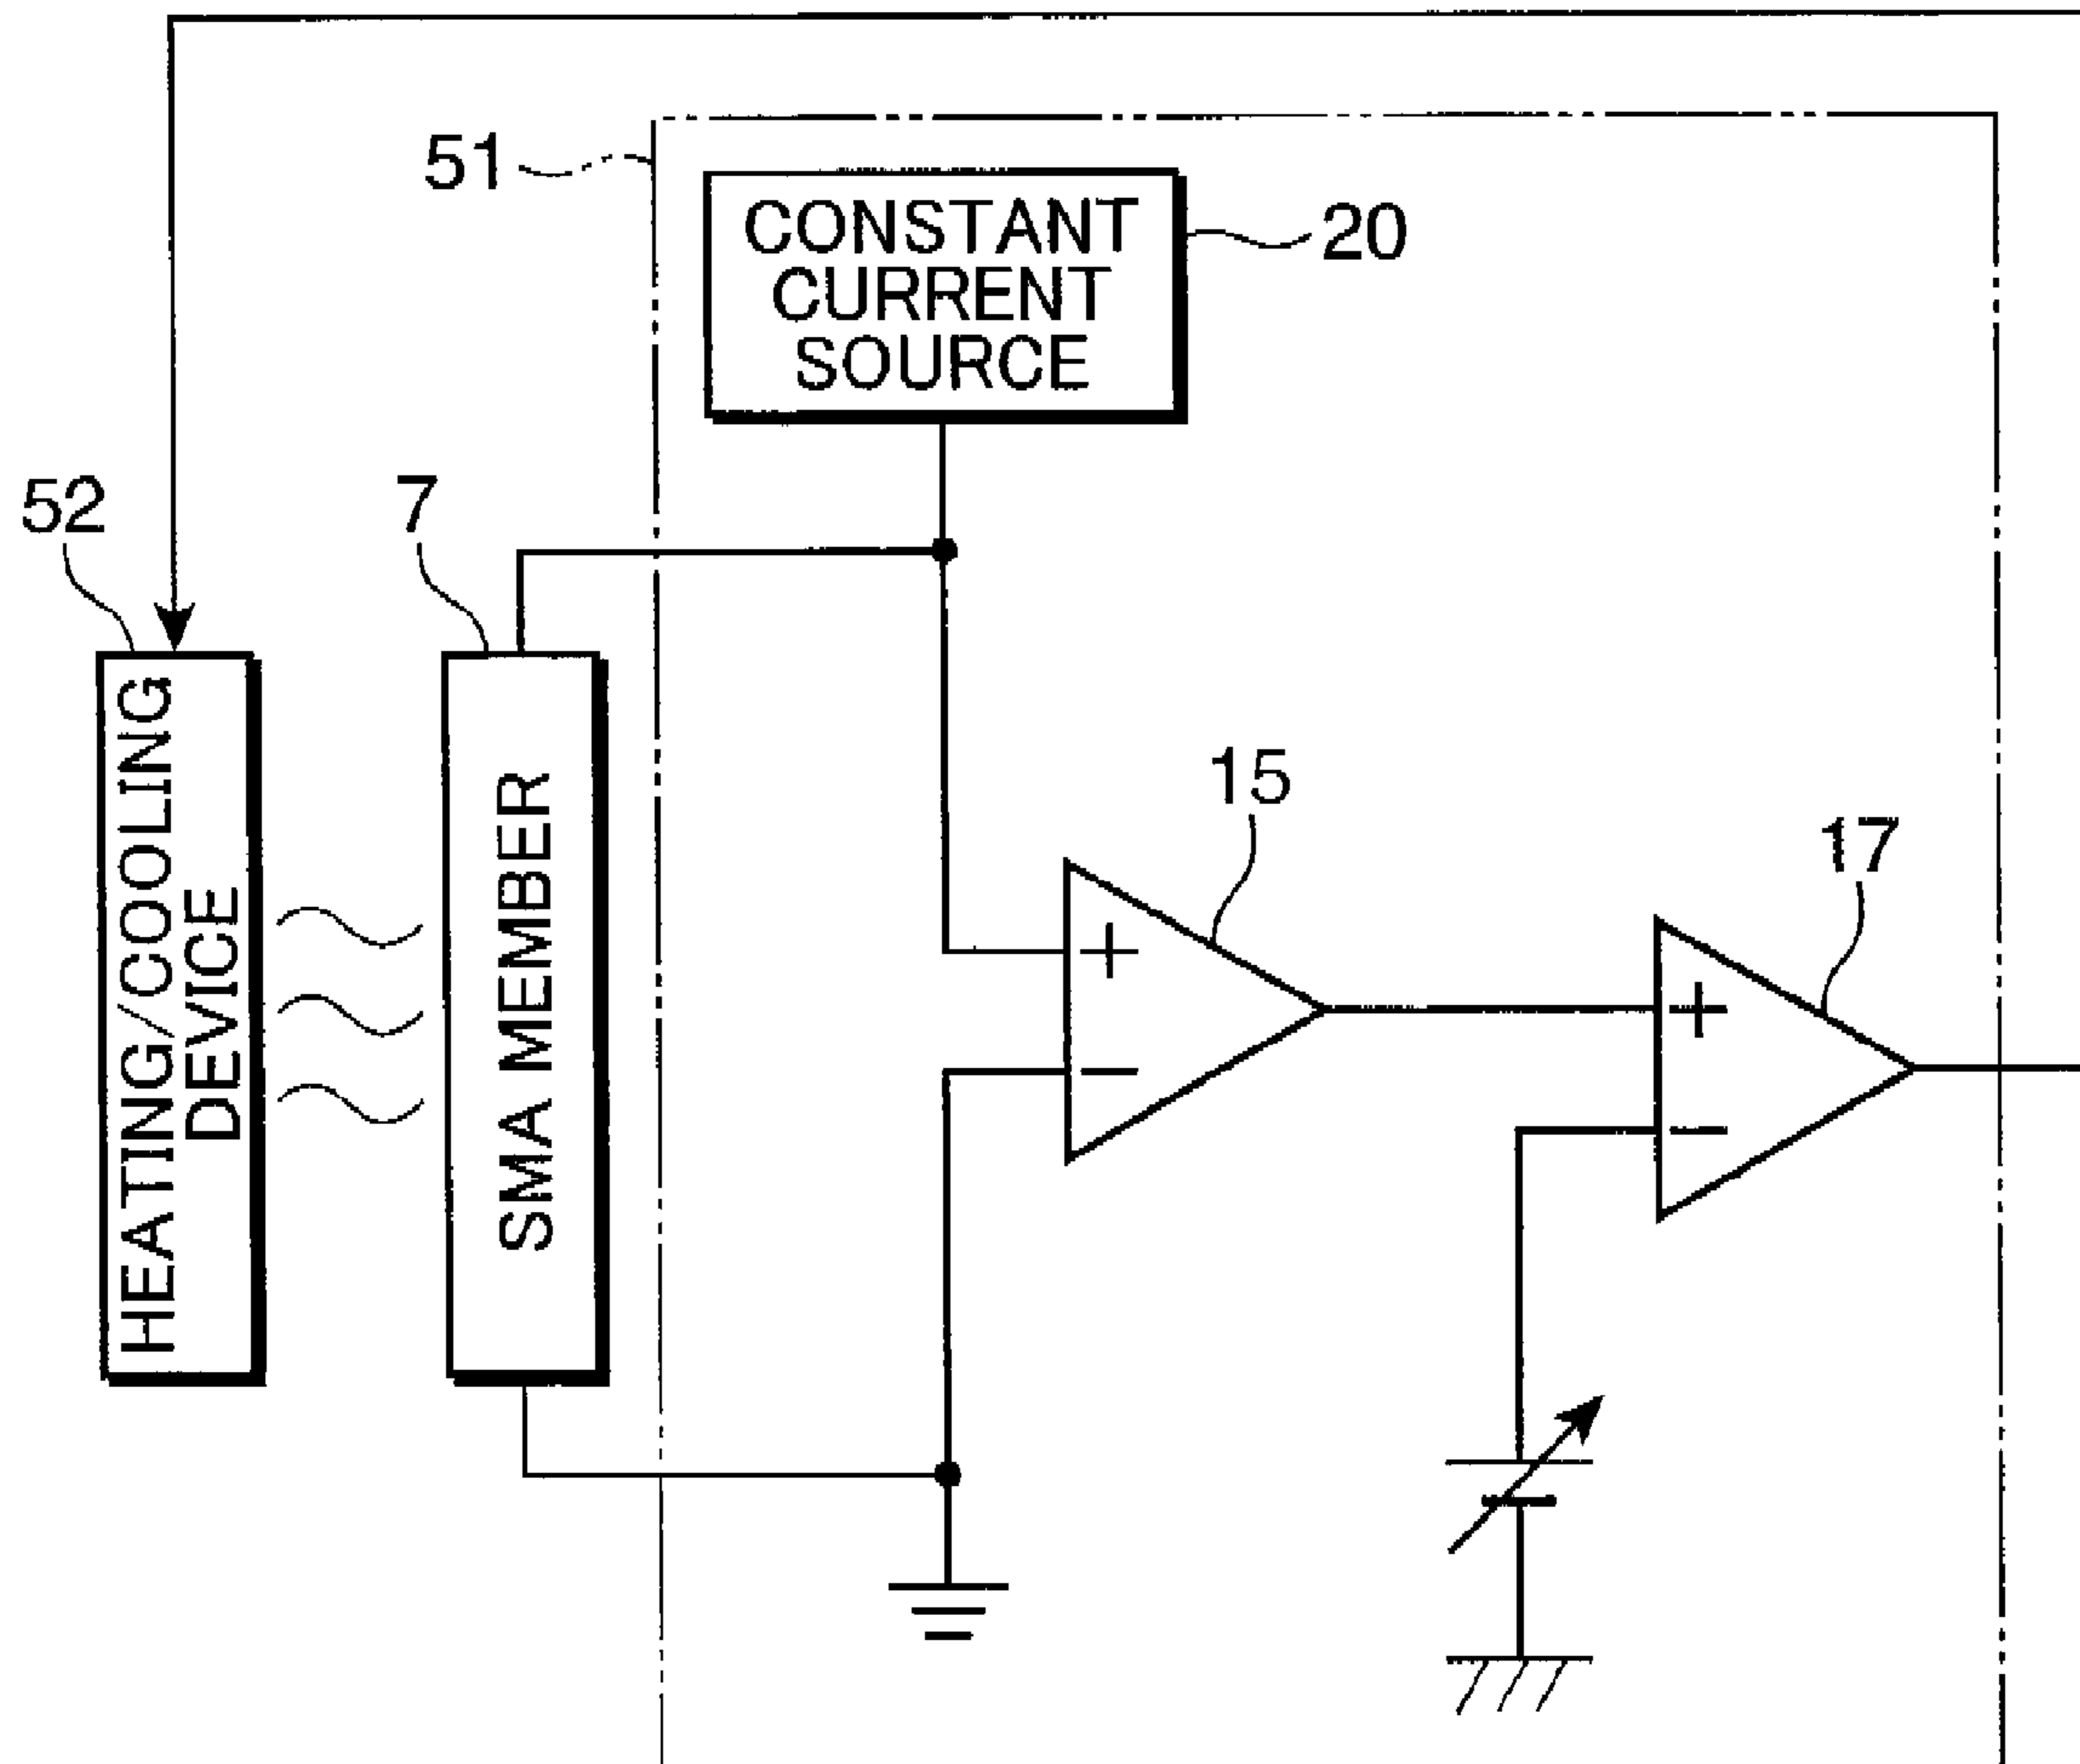 51
CONSTANT
CURRENT
SOURCE
20
52
7
HEATING/COOLING
DEVICE
SMA MEMBER
15
17
+
−
+
−